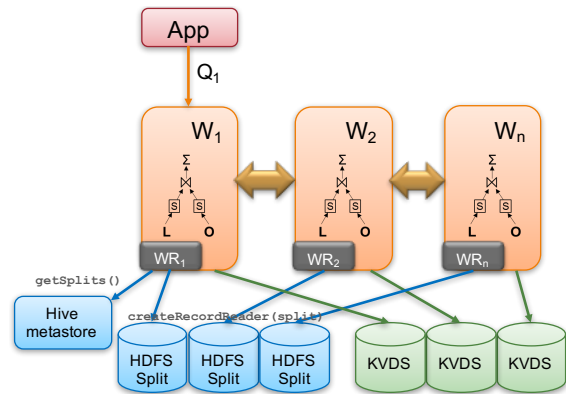 App
Q1
W1
W2
Wn
Σ
Σ
Σ
⋈
⋈
⋈
S
S
S
S
S
S
L
O
L
O
L
O
WR1
WR2
WRn
getSplits()
createRecordReader(split)
Hive
metastore
HDFS
Split
HDFS
Split
HDFS
Split
KVDS
KVDS
KVDS